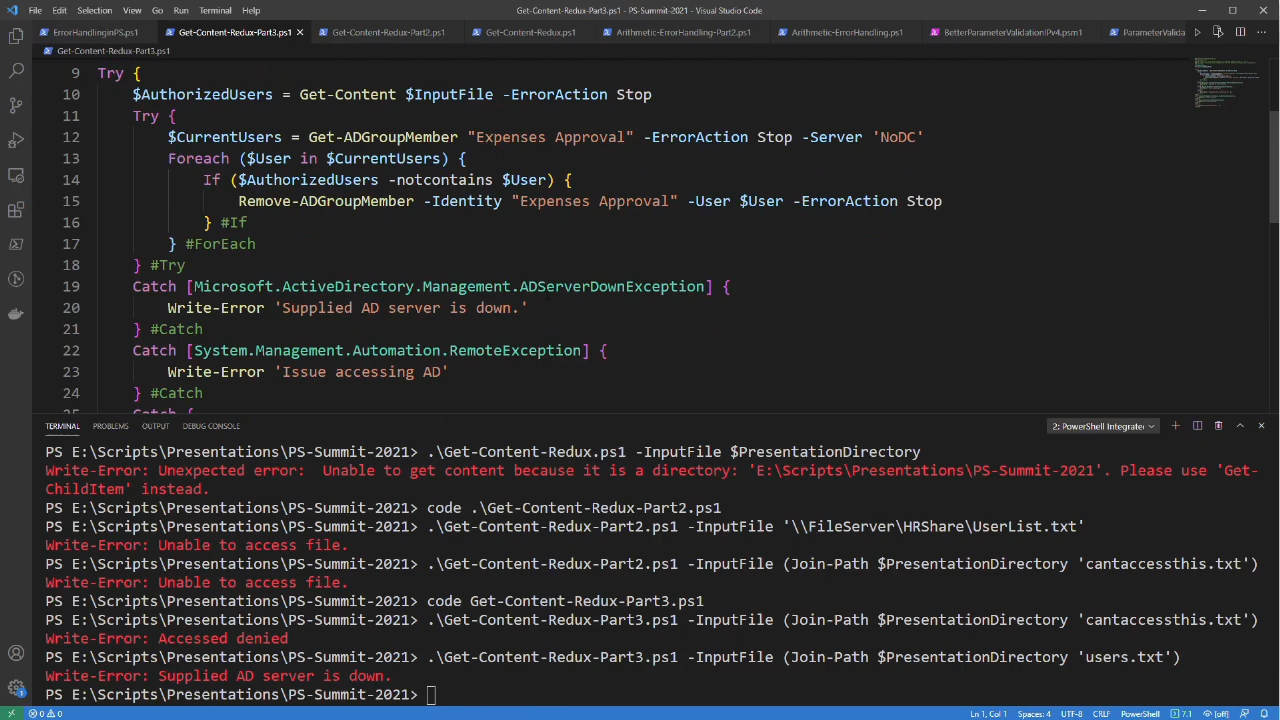 File Edit Selection View Go Run Terminal Help
Get-Content-Redux-Part3.ps1 - PS-Summit-2021 - Visual Studio Code
ErrorHandlinginPS.ps1 Get-Content-Redux-Part3.ps1 Get-Content-Redux-Part2.ps1 Get-Content-Redux.ps1 Arithmetic-ErrorHandling-Part2.ps1 Arithmetic-ErrorHandling.ps1 BetterParameterValidationIPv4.psm1 ParameterValida
Get-Content-Redux-Part3.ps1
9 Try {
10 $AuthorizedUsers = Get-Content $InputFile -ErrorAction Stop
11 Try {
12 $CurrentUsers = Get-ADGroupMember "Expenses Approval" -ErrorAction Stop -Server 'NoDC'
13 Foreach ($User in $CurrentUsers) {
14 If ($AuthorizedUsers -notcontains $User) {
15 Remove-ADGroupMember -Identity "Expenses Approval" -User $User -ErrorAction Stop
16 } #If
17 } #ForEach
18 } #Try
19 Catch [Microsoft.ActiveDirectory.Management.ADServerDownException] {
20 Write-Error 'Supplied AD server is down.'
21 } #Catch
22 Catch [System.Management.Automation.RemoteException] {
23 Write-Error 'Issue accessing AD'
24 } #Catch
25 Catch {
TERMINAL PROBLEMS OUTPUT DEBUG CONSOLE 2: PowerShell Integrate
PS E:\Scripts\Presentations\PS-Summit-2021> .\Get-Content-Redux.ps1 -InputFile $PresentationDirectory
Write-Error: Unexpected error:  Unable to get content because it is a directory: 'E:\Scripts\Presentations\PS-Summit-2021'. Please use 'Get-
ChildItem' instead.
PS E:\Scripts\Presentations\PS-Summit-2021> code .\Get-Content-Redux-Part2.ps1
PS E:\Scripts\Presentations\PS-Summit-2021> .\Get-Content-Redux-Part2.ps1 -InputFile '\\FileServer\HRShare\UserList.txt'
Write-Error: Unable to access file.
PS E:\Scripts\Presentations\PS-Summit-2021> .\Get-Content-Redux-Part2.ps1 -InputFile (Join-Path $PresentationDirectory 'cantaccessthis.txt')
Write-Error: Unable to access file.
PS E:\Scripts\Presentations\PS-Summit-2021> code Get-Content-Redux-Part3.ps1
PS E:\Scripts\Presentations\PS-Summit-2021> .\Get-Content-Redux-Part3.ps1 -InputFile (Join-Path $PresentationDirectory 'cantaccessthis.txt')
Write-Error: Accessed denied
PS E:\Scripts\Presentations\PS-Summit-2021> .\Get-Content-Redux-Part3.ps1 -InputFile (Join-Path $PresentationDirectory 'users.txt')
Write-Error: Supplied AD server is down.
PS E:\Scripts\Presentations\PS-Summit-2021>
0 0 Ln 1, Col 1 Spaces: 4 UTF-8 CRLF PowerShell 7.1 [off]